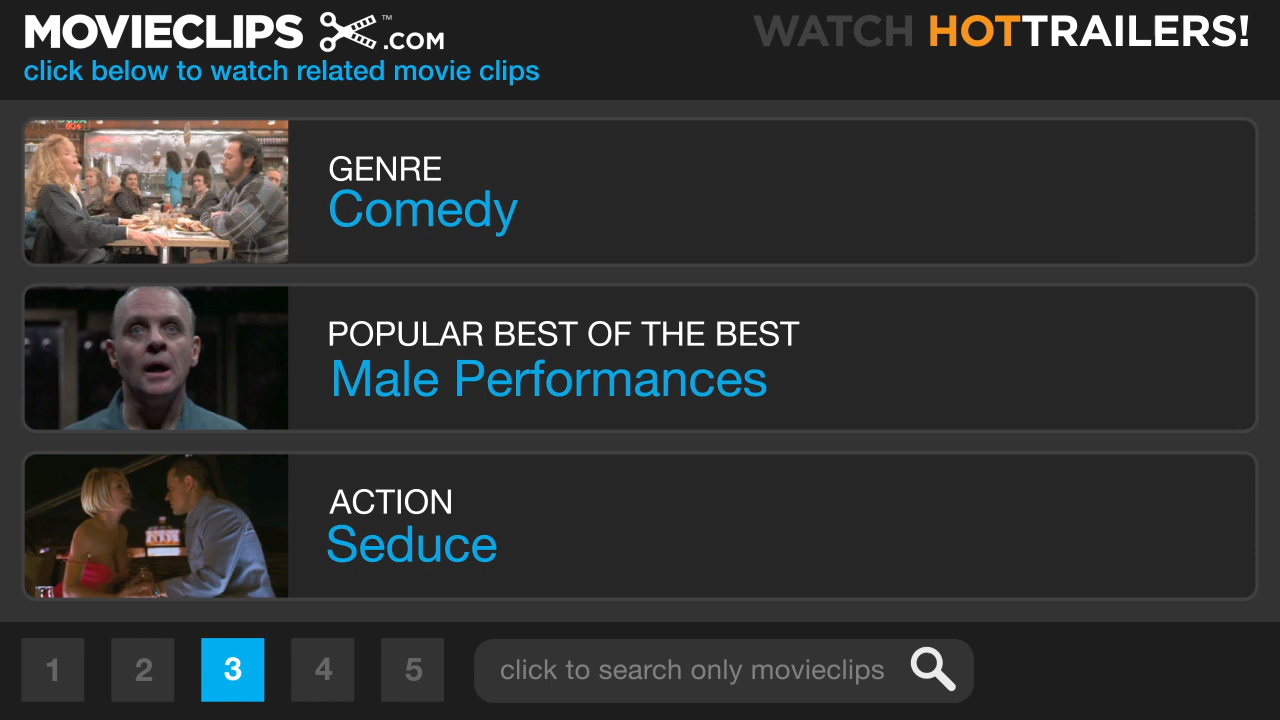 MOVIECLIPS ™ .COM
WATCH HOTTRAILERS!
click below to watch related movie clips
GENRE
Comedy
POPULAR BEST OF THE BEST
Male Performances
ACTION
Seduce
1 2 3 4 5
click to search only movieclips